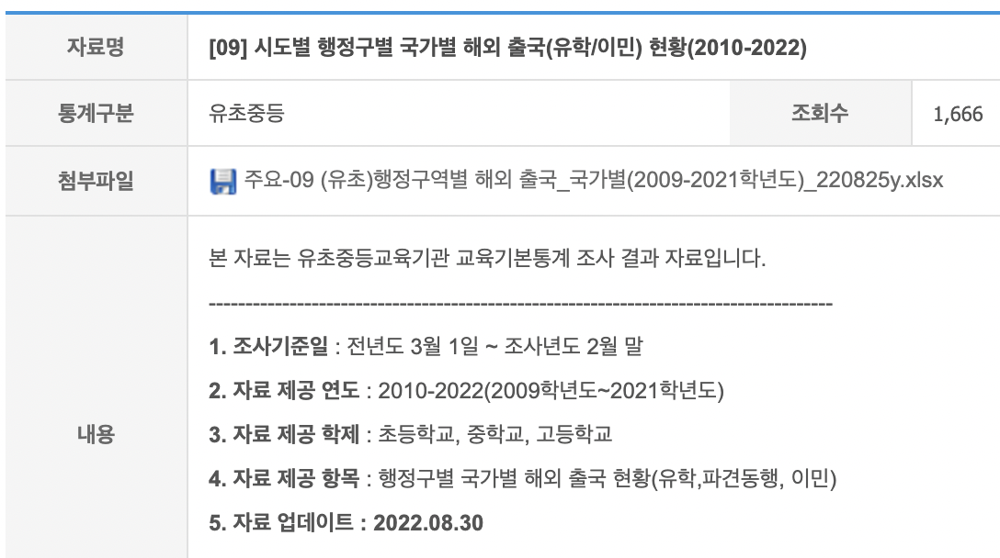 자료명 [09] 시도별 행정구별 국가별 해외 출국(유학/이민) 현황(2010-2022)
통계구분 유초중등 조회수 1,666
첨부파일 주요-09 (유초)행정구역별 해외 출국_국가별(2009-2021학년도)_220825y.xlsx
내용
본 자료는 유초중등교육기관 교육기본통계 조사 결과 자료입니다.
-------------------------------------------------------------------------------------
1. 조사기준일 : 전년도 3월 1일 ~ 조사년도 2월 말
2. 자료 제공 연도 : 2010-2022(2009학년도~2021학년도)
3. 자료 제공 학제 : 초등학교, 중학교, 고등학교
4. 자료 제공 항목 : 행정구별 국가별 해외 출국 현황(유학,파견동행, 이민)
5. 자료 업데이트 : 2022.08.30